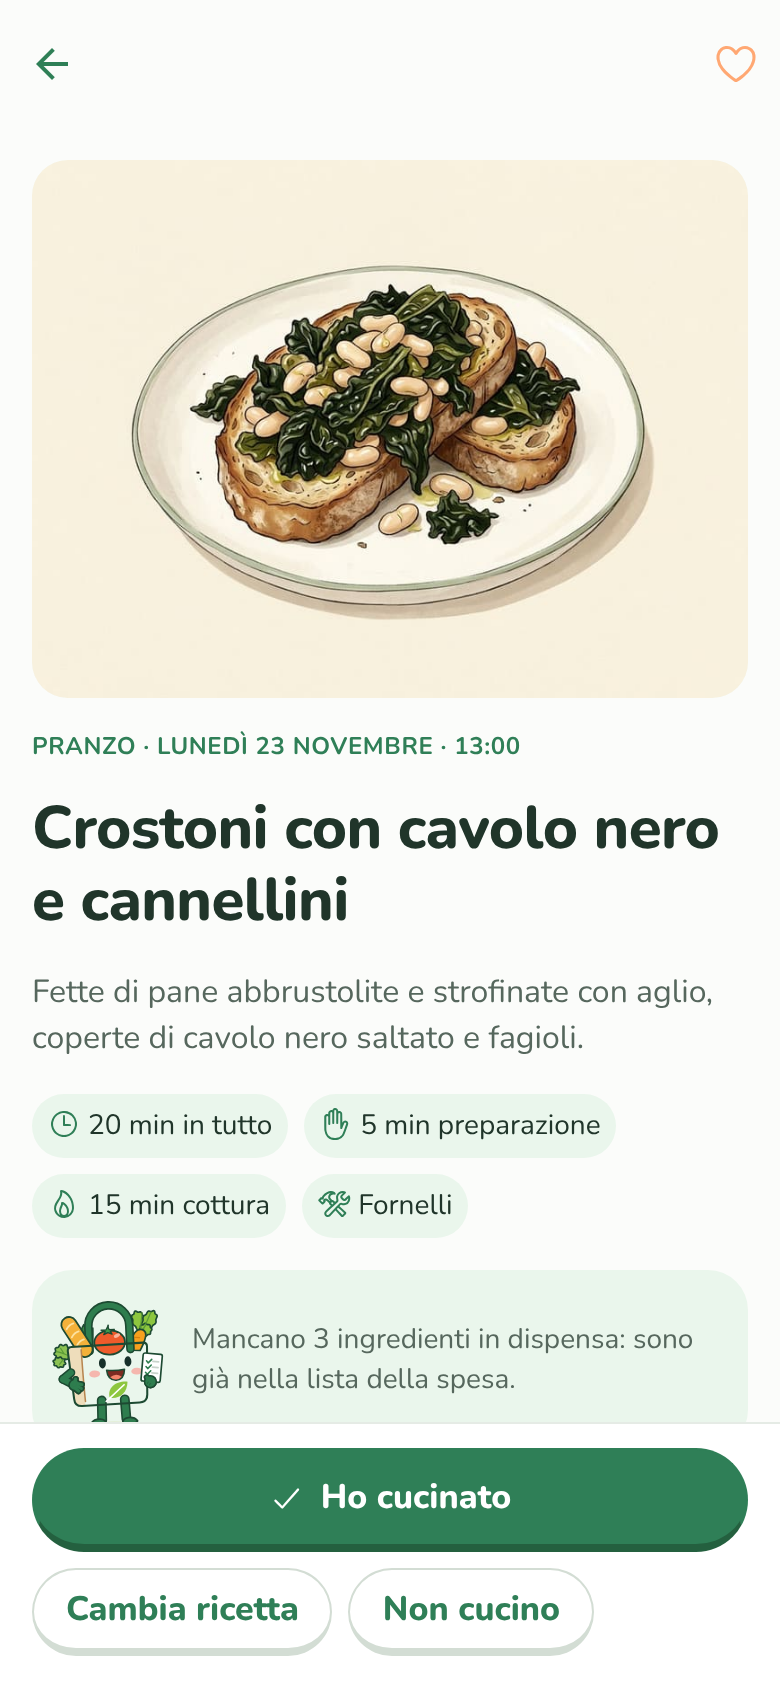 PRANZO · LUNEDÌ 23 NOVEMBRE · 13:00
Crostoni con cavolo nero
e cannellini
Fette di pane abbrustolite e strofinate con aglio,
coperte di cavolo nero saltato e fagioli.
20 min in tutto
5 min preparazione
15 min cottura
Fornelli
Mancano 3 ingredienti in dispensa: sono
già nella lista della spesa.
Ho cucinato
Cambia ricetta
Non cucino